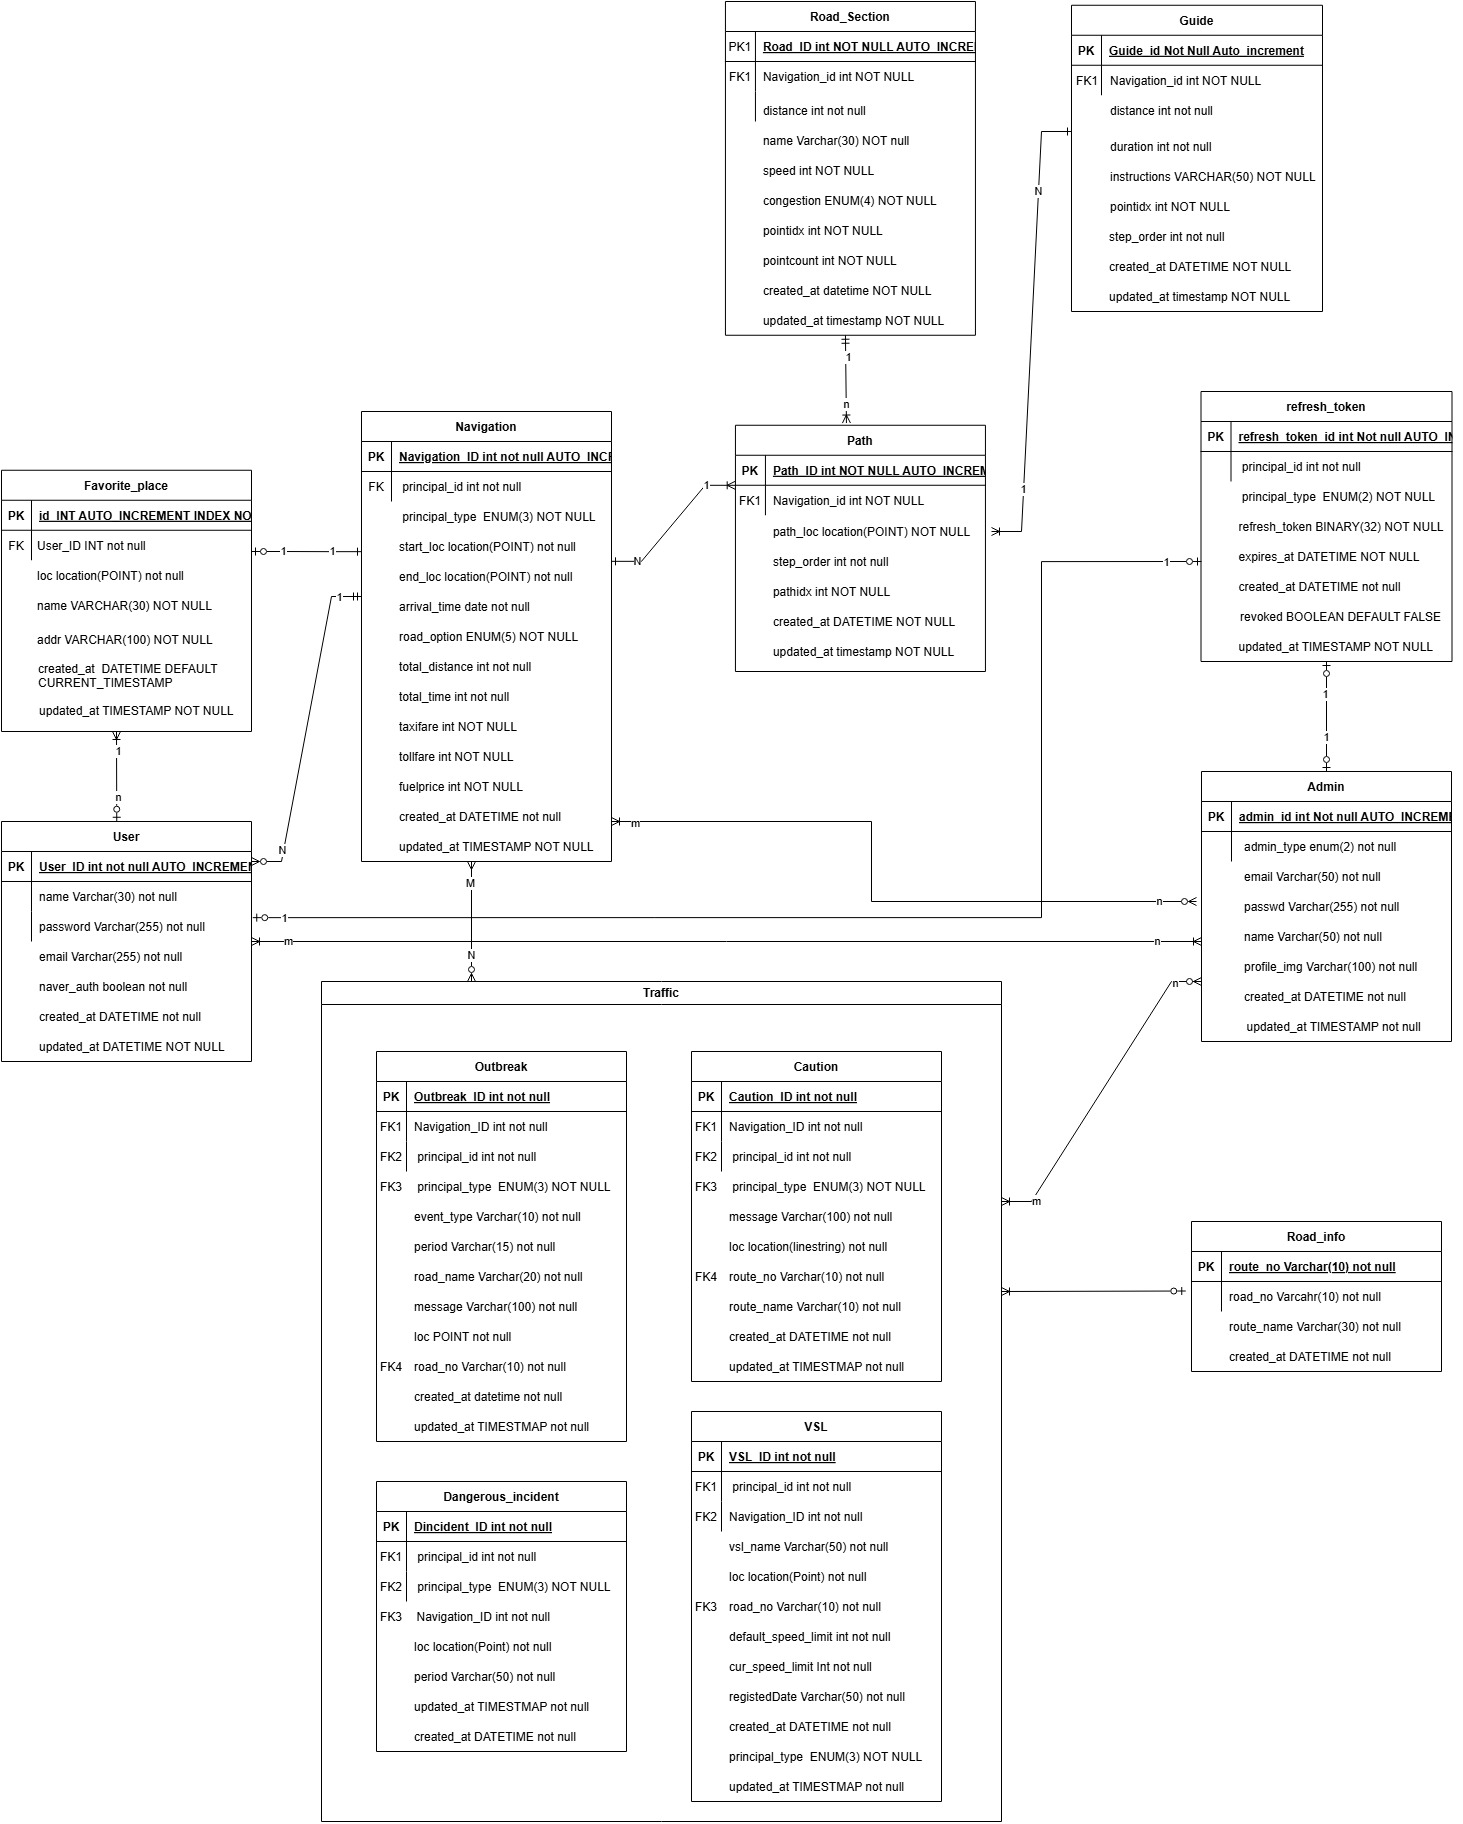 Road_Section
PK1 Road_ID int NOT NULL AUTO_INCRE
FK1 Navigation_id int NOT NULL
distance int not null
name Varchar(30) NOT null
speed int NOT NULL
congestion ENUM(4) NOT NULL
pointidx int NOT NULL
pointcount int NOT NULL
created_at datetime NOT NULL
updated_at timestamp NOT NULL
1
n
Guide
PK Guide_id Not Null Auto_increment
FK1 Navigation_id int NOT NULL
distance int not null
duration int not null
instructions VARCHAR(50) NOT NULL
pointidx int NOT NULL
step_order int not null
created_at DATETIME NOT NULL
updated_at timestamp NOT NULL
N
1
Path
PK Path_ID int NOT NULL AUTO_INCREM
FK1 Navigation_id int NOT NULL
path_loc location(POINT) NOT NULL
step_order int not null
pathidx int NOT NULL
created_at DATETIME NOT NULL
updated_at timestamp NOT NULL
1
N
refresh_token
PK refresh_token_id int Not null AUTO_IN
principal_id int not null
principal_type ENUM(2) NOT NULL
refresh_token BINARY(32) NOT NULL
expires_at DATETIME NOT NULL
created_at DATETIME not null
revoked BOOLEAN DEFAULT FALSE
updated_at TIMESTAMP NOT NULL
1
1
1
Navigation
PK Navigation_ID int not null AUTO_INCR
FK principal_id int not null
principal_type ENUM(3) NOT NULL
start_loc location(POINT) not null
end_loc location(POINT) not null
arrival_time date not null
road_option ENUM(5) NOT NULL
total_distance int not null
total_time int not null
taxifare int NOT NULL
tollfare int NOT NULL
fuelprice int NOT NULL
created_at DATETIME not null
updated_at TIMESTAMP NOT NULL
Favorite_place
PK id_INT AUTO_INCREMENT INDEX NO
FK User_ID INT not null
loc location(POINT) not null
name VARCHAR(30) NOT NULL
addr VARCHAR(100) NOT NULL
created_at DATETIME DEFAULT
CURRENT_TIMESTAMP
updated_at TIMESTAMP NOT NULL
1
1
1
N
1
n
User
PK User_ID int not null AUTO_INCREMEN
name Varchar(30) not null
password Varchar(255) not null
email Varchar(255) not null
naver_auth boolean not null
created_at DATETIME not null
updated_at DATETIME NOT NULL
1
m
n
m
n
M
N
Admin
PK admin_id int Not null AUTO_INCREME
admin_type enum(2) not null
email Varchar(50) not null
passwd Varchar(255) not null
name Varchar(50) not null
profile_img Varchar(100) not null
created_at DATETIME not null
updated_at TIMESTAMP not null
n
m
Traffic
Outbreak
PK Outbreak_ID int not null
FK1 Navigation_ID int not null
FK2 principal_id int not null
FK3 principal_type ENUM(3) NOT NULL
event_type Varchar(10) not null
period Varchar(15) not null
road_name Varchar(20) not null
message Varchar(100) not null
loc POINT not null
FK4 road_no Varchar(10) not null
created_at datetime not null
updated_at TIMESTMAP not null
Caution
PK Caution_ID int not null
FK1 Navigation_ID int not null
FK2 principal_id int not null
FK3 principal_type ENUM(3) NOT NULL
message Varchar(100) not null
loc location(linestring) not null
FK4 route_no Varchar(10) not null
route_name Varchar(10) not null
created_at DATETIME not null
updated_at TIMESTMAP not null
Road_info
PK route_no Varchar(10) not null
road_no Varcahr(10) not null
route_name Varchar(30) not null
created_at DATETIME not null
Dangerous_incident
PK Dincident_ID int not null
FK1 principal_id int not null
FK2 principal_type ENUM(3) NOT NULL
FK3 Navigation_ID int not null
loc location(Point) not null
period Varchar(50) not null
updated_at TIMESTMAP not null
created_at DATETIME not null
VSL
PK VSL_ID int not null
FK1 principal_id int not null
FK2 Navigation_ID int not null
vsl_name Varchar(50) not null
loc location(Point) not null
FK3 road_no Varchar(10) not null
default_speed_limit int not null
cur_speed_limit Int not null
registedDate Varchar(50) not null
created_at DATETIME not null
principal_type ENUM(3) NOT NULL
updated_at TIMESTMAP not null